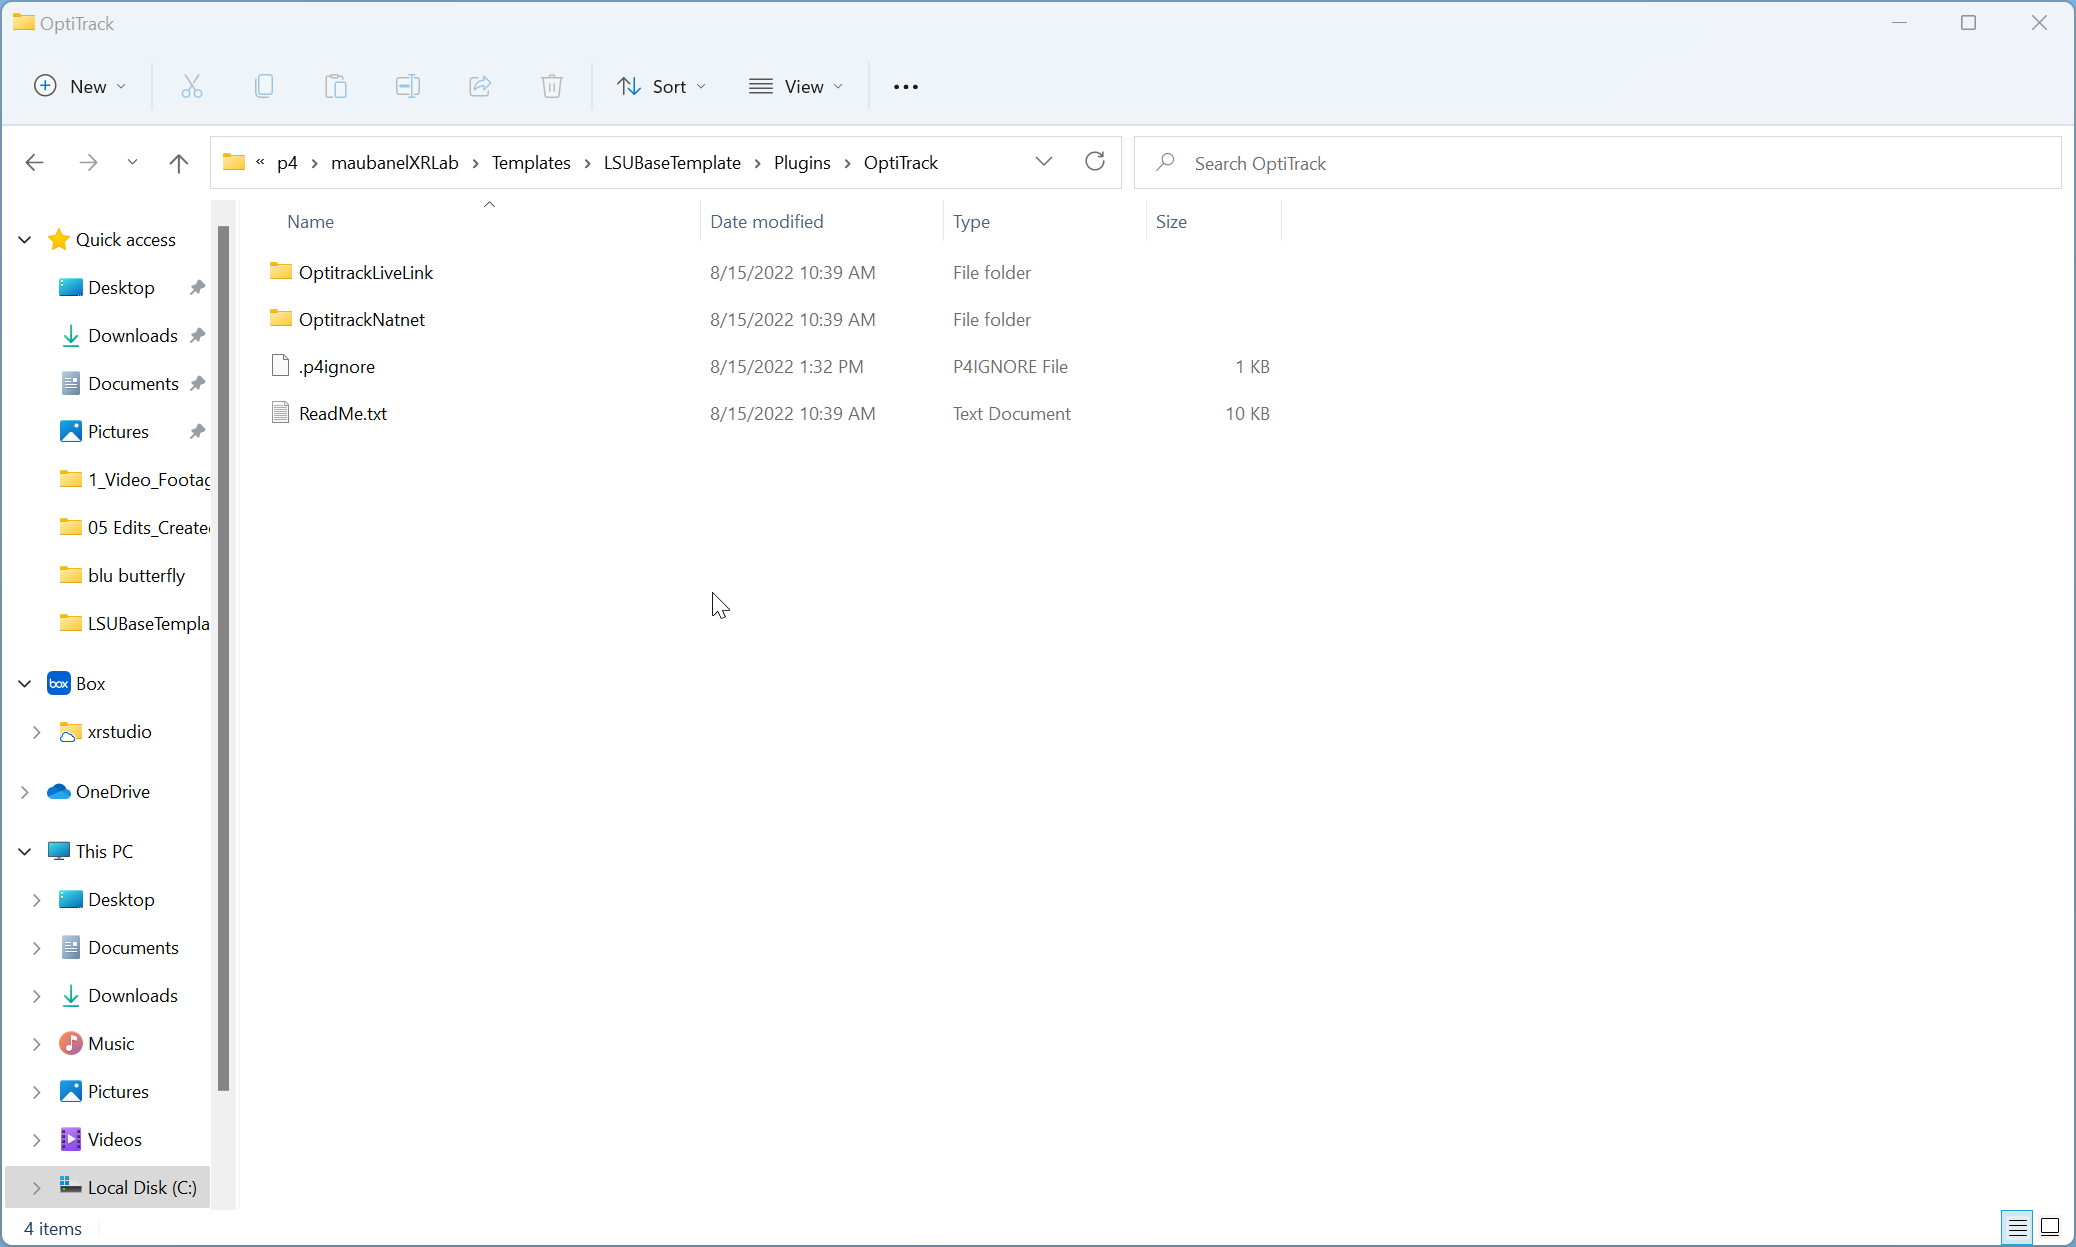 OptiTrack
New
Sort
View
« p4 › maubanelXRLab › Templates › LSUBaseTemplate › Plugins › OptiTrack
Search OptiTrack
Name Date modified Type Size
OptitrackLiveLink 8/15/2022 10:39 AM File folder
OptitrackNatnet 8/15/2022 10:39 AM File folder
.p4ignore 8/15/2022 1:32 PM P4IGNORE File 1 KB
ReadMe.txt 8/15/2022 10:39 AM Text Document 10 KB
Quick access
Desktop
Downloads
Documents
Pictures
1_Video_Footag
05 Edits_Create
blu butterfly
LSUBaseTempla
box Box
xrstudio
OneDrive
This PC
Desktop
Documents
Downloads
Music
Pictures
Videos
Local Disk (C:)
4 items